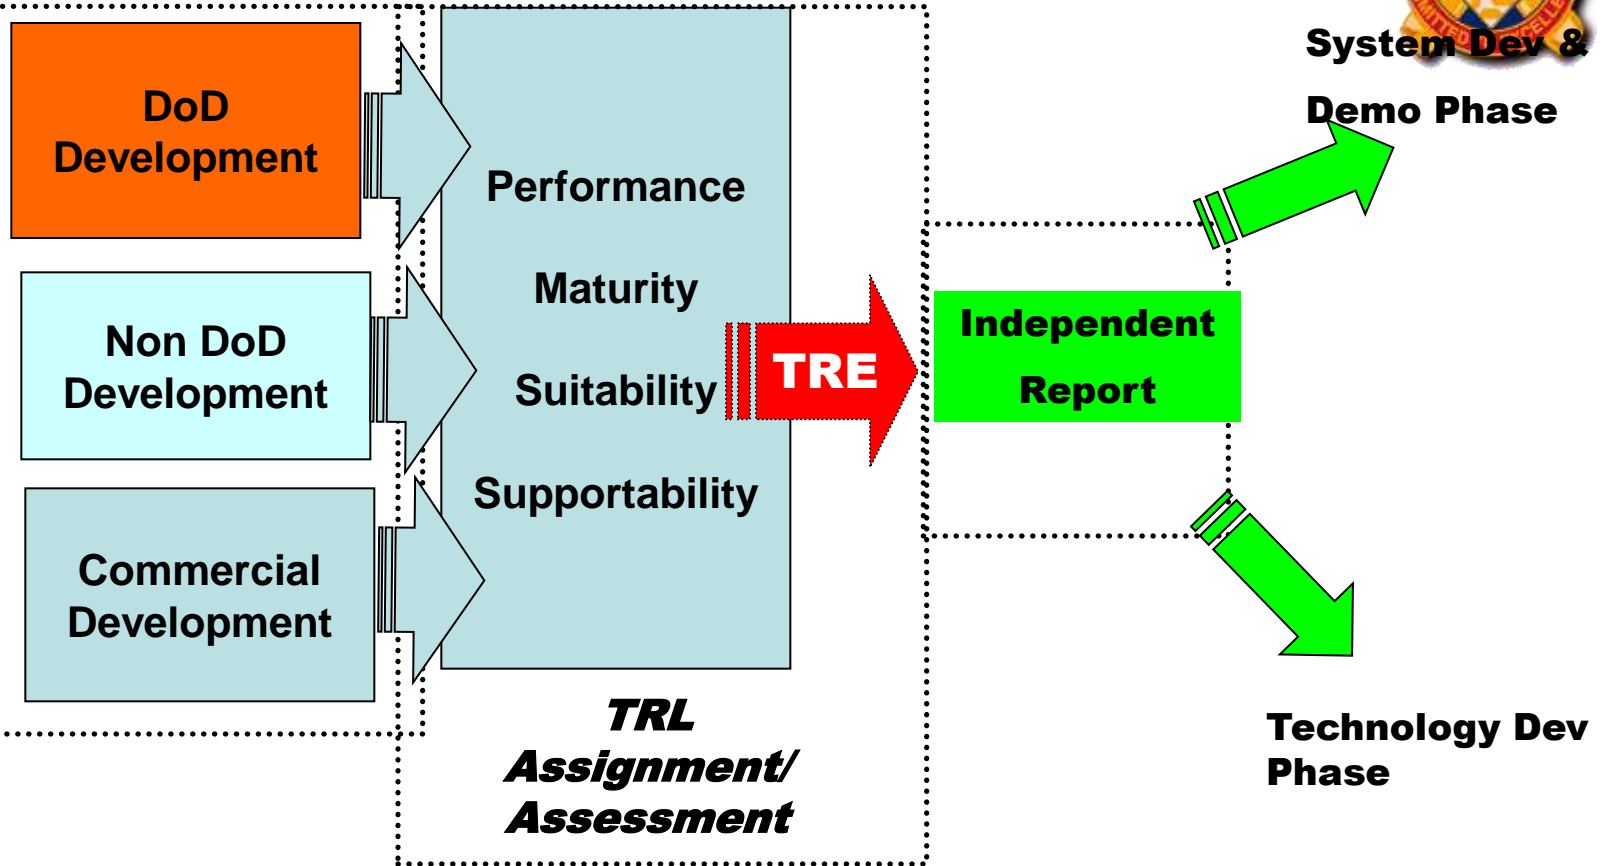 DoD
Development
Non DoD
Development
Commercial
Development
Performance
Maturity
Suitability
Supportability
TRL
Assignment/
Assessment
TRE
Independent
Report
System Dev &
Demo Phase
Technology Dev
Phase